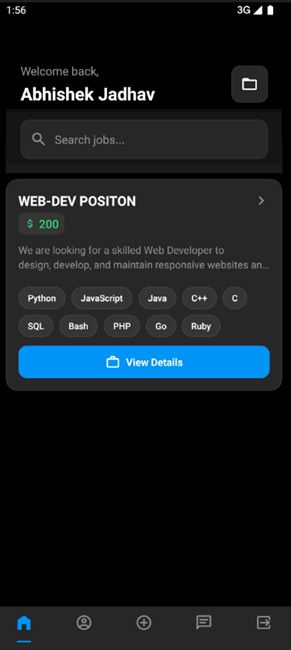 1:56
3G
Welcome back,
Abhishek Jadhav
Search jobs...
WEB-DEV POSITON
$ 200
We are looking for a skilled Web Developer to
design, develop, and maintain responsive websites an...
Python JavaScript Java C++ C
SQL Bash PHP Go Ruby
View Details